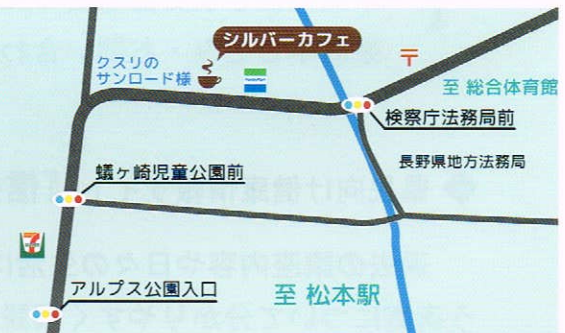 シルバーカフェ
クスリの
サンロード様
FamilyMart
〒
至 総合体育館
検察庁法務局前
長野県地方法務局
蟻ヶ崎児童公園前
アルプス公園入口
至 松本駅